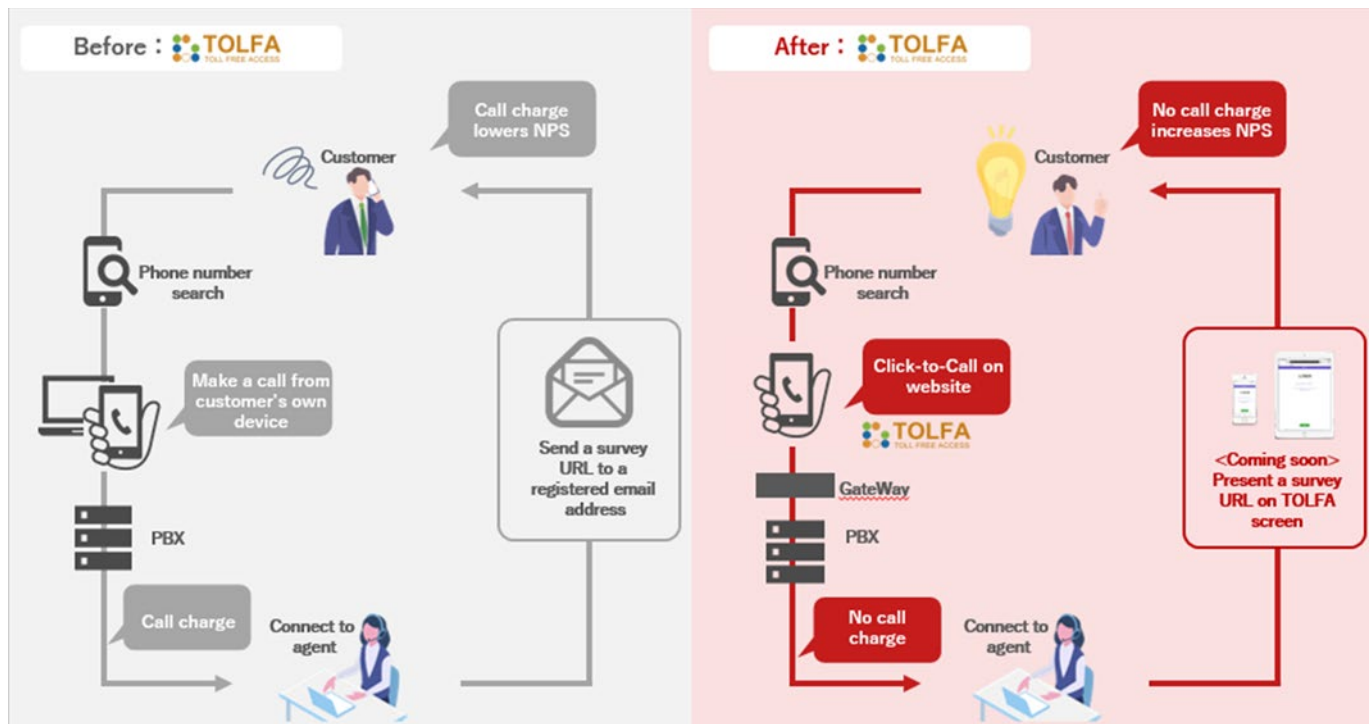 Before : TOLFA
TOLL FREE ACCESS
Call charge
lowers NPS
Customer
Phone number
search
Make a call from
customer's own
device
PBX
Call charge
Connect to
agent
Send a survey
URL to a
registered email
address
After : TOLFA
TOLL FREE ACCESS
No call charge
increases NPS
Customer
Phone number
search
Click-to-Call on
website
TOLFA
TOLL FREE ACCESS
GateWay
PBX
No call
charge
Connect to
agent
<Coming soon>
Present a survey
URL on TOLFA
screen